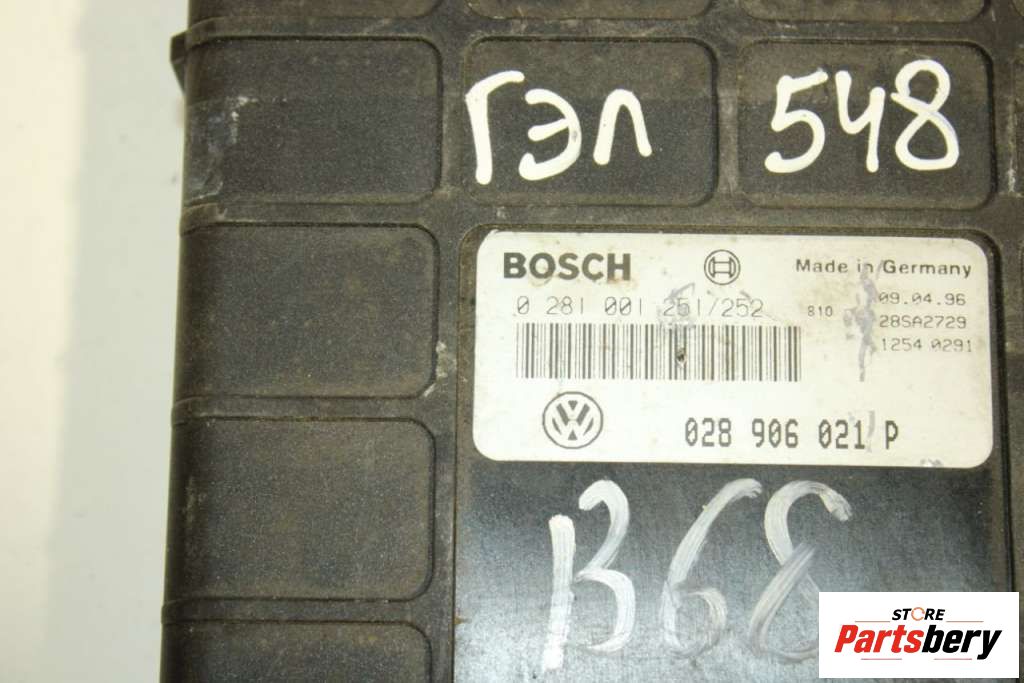 ГЭЛ 548
BOSCH Made in Germany
0 281 001 251/252 810 09.04.96
28SA2729
1254 0291
028 906 021 P
B68
STORE
Partsbery